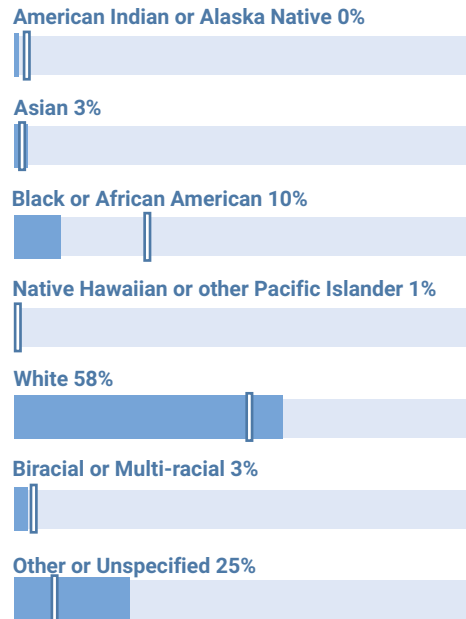 American Indian or Alaska Native 0%
Asian 3%
Black or African American 10%
Native Hawaiian or other Pacific Islander 1%
White 58%
Biracial or Multi-racial 3%
Other or Unspecified 25%